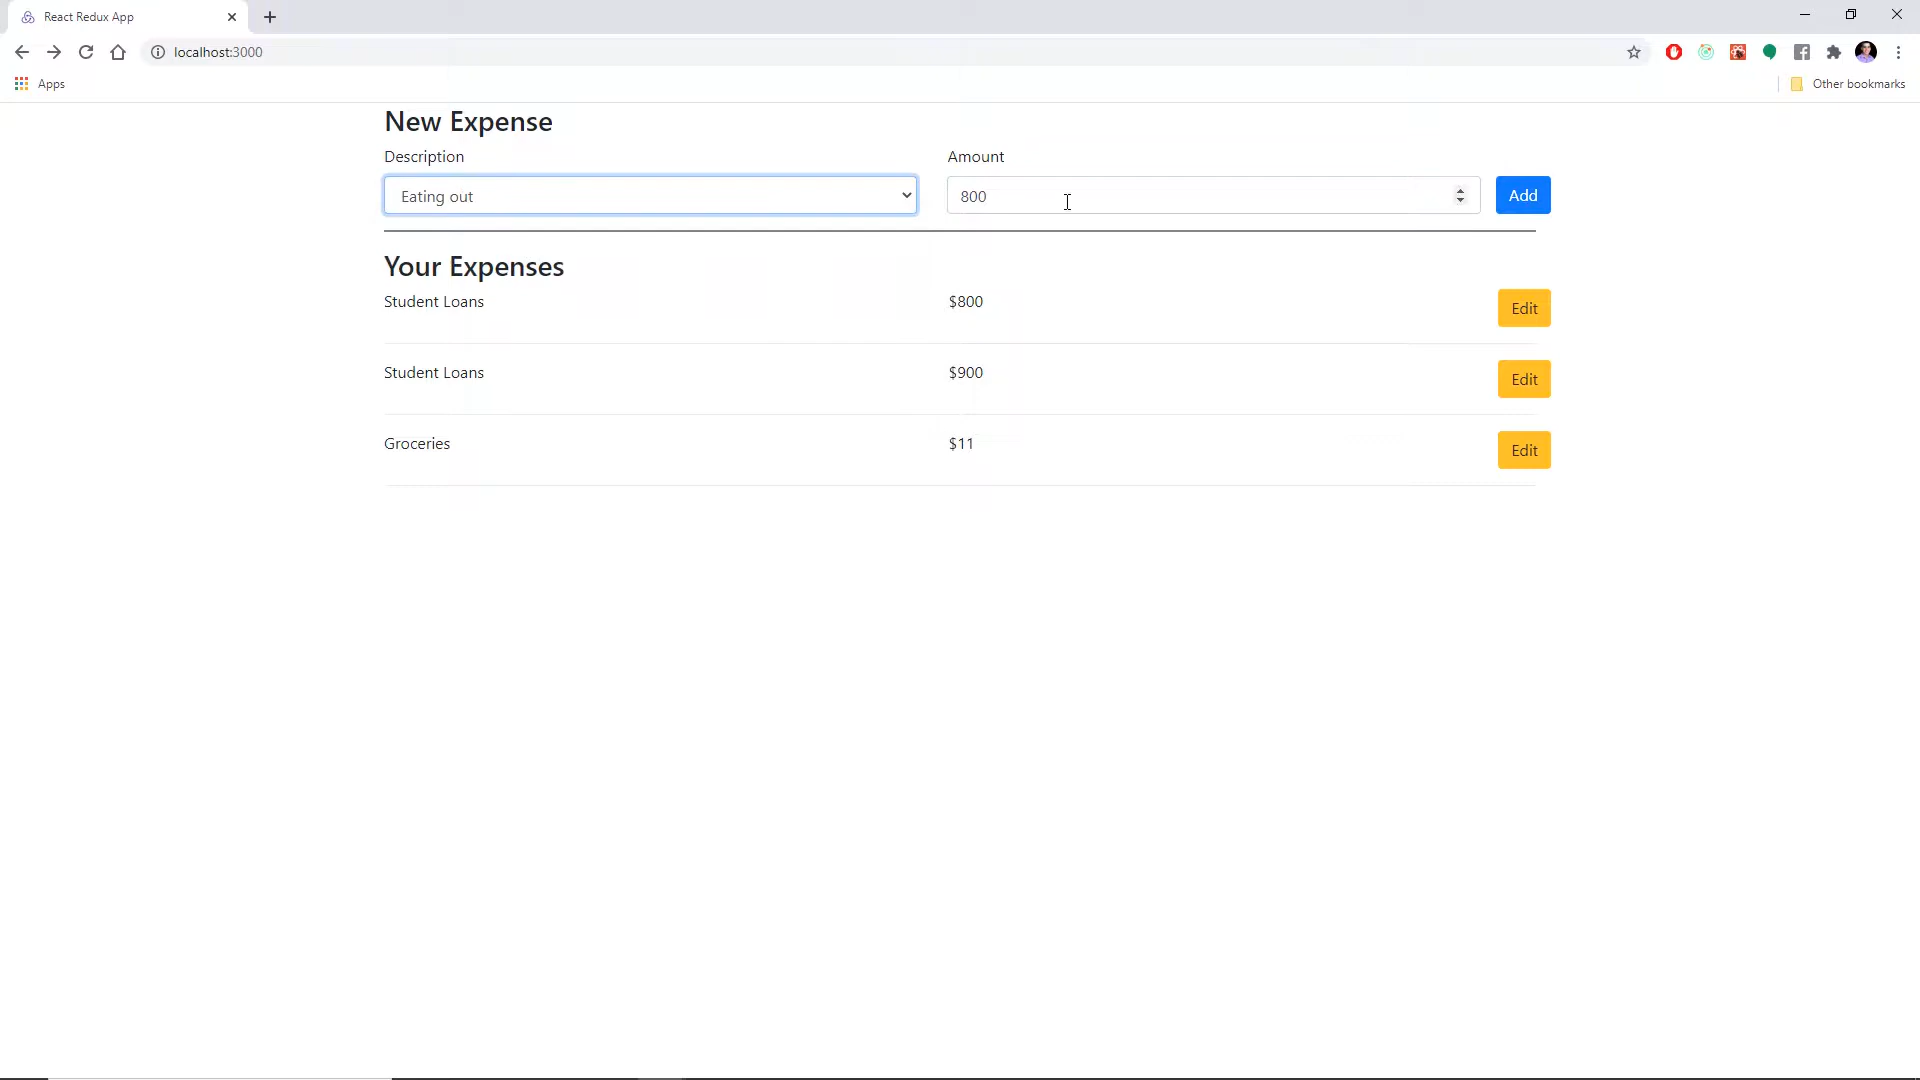 React Redux App
localhost:3000
Apps
Other bookmarks
New Expense
Description Amount
Eating out 800 Add
Your Expenses
Student Loans $800 Edit
Student Loans $900 Edit
Groceries $11 Edit